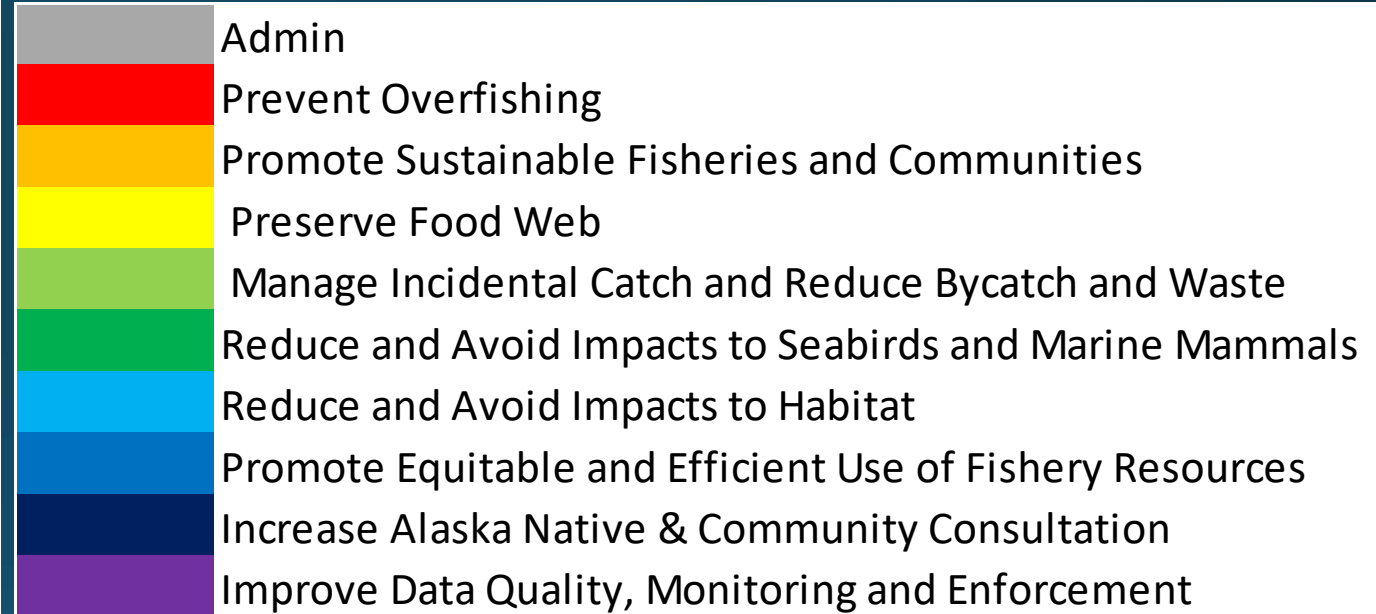 Admin
Prevent Overfishing
Promote Sustainable Fisheries and Communities
Preserve Food Web
Manage Incidental Catch and Reduce Bycatch and Waste
Reduce and Avoid Impacts to Seabirds and Marine Mammals
Reduce and Avoid Impacts to Habitat
Promote Equitable and Efficient Use of Fishery Resources
Increase Alaska Native & Community Consultation
Improve Data Quality, Monitoring and Enforcement